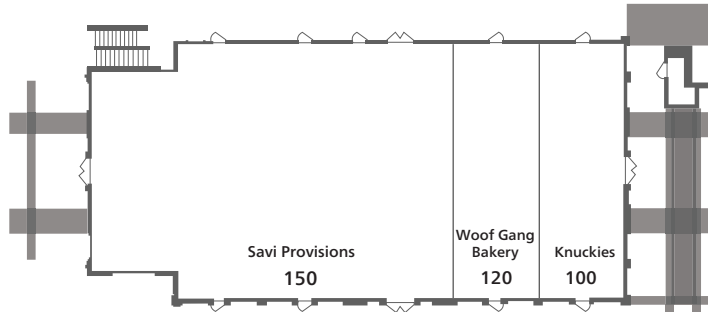 Savi Provisions
150
Woof Gang
Bakery
120
Knuckies
100